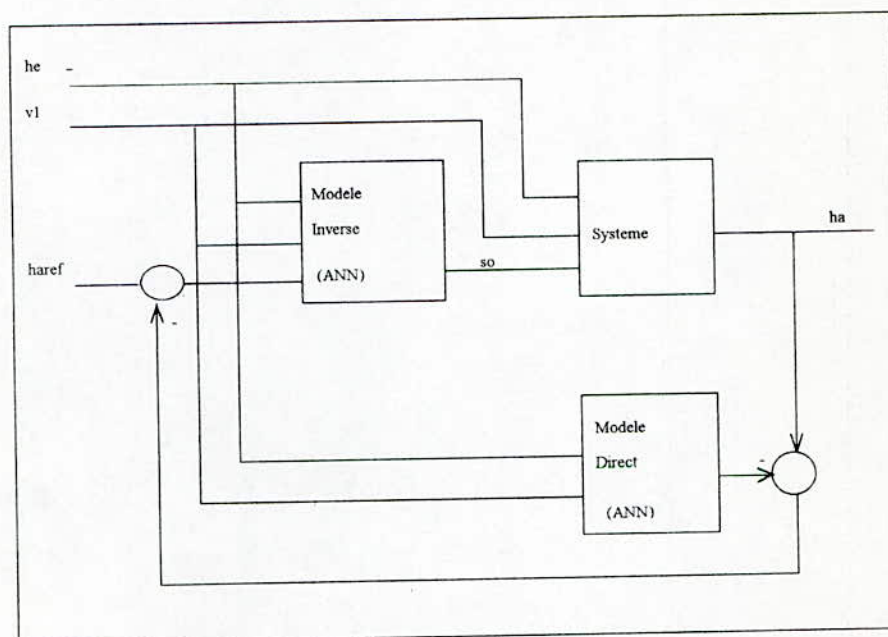 he -
v1
Modele
Inverse
(ANN)
Systeme
ha
haref
so
-
Modele
Direct
(ANN)
-